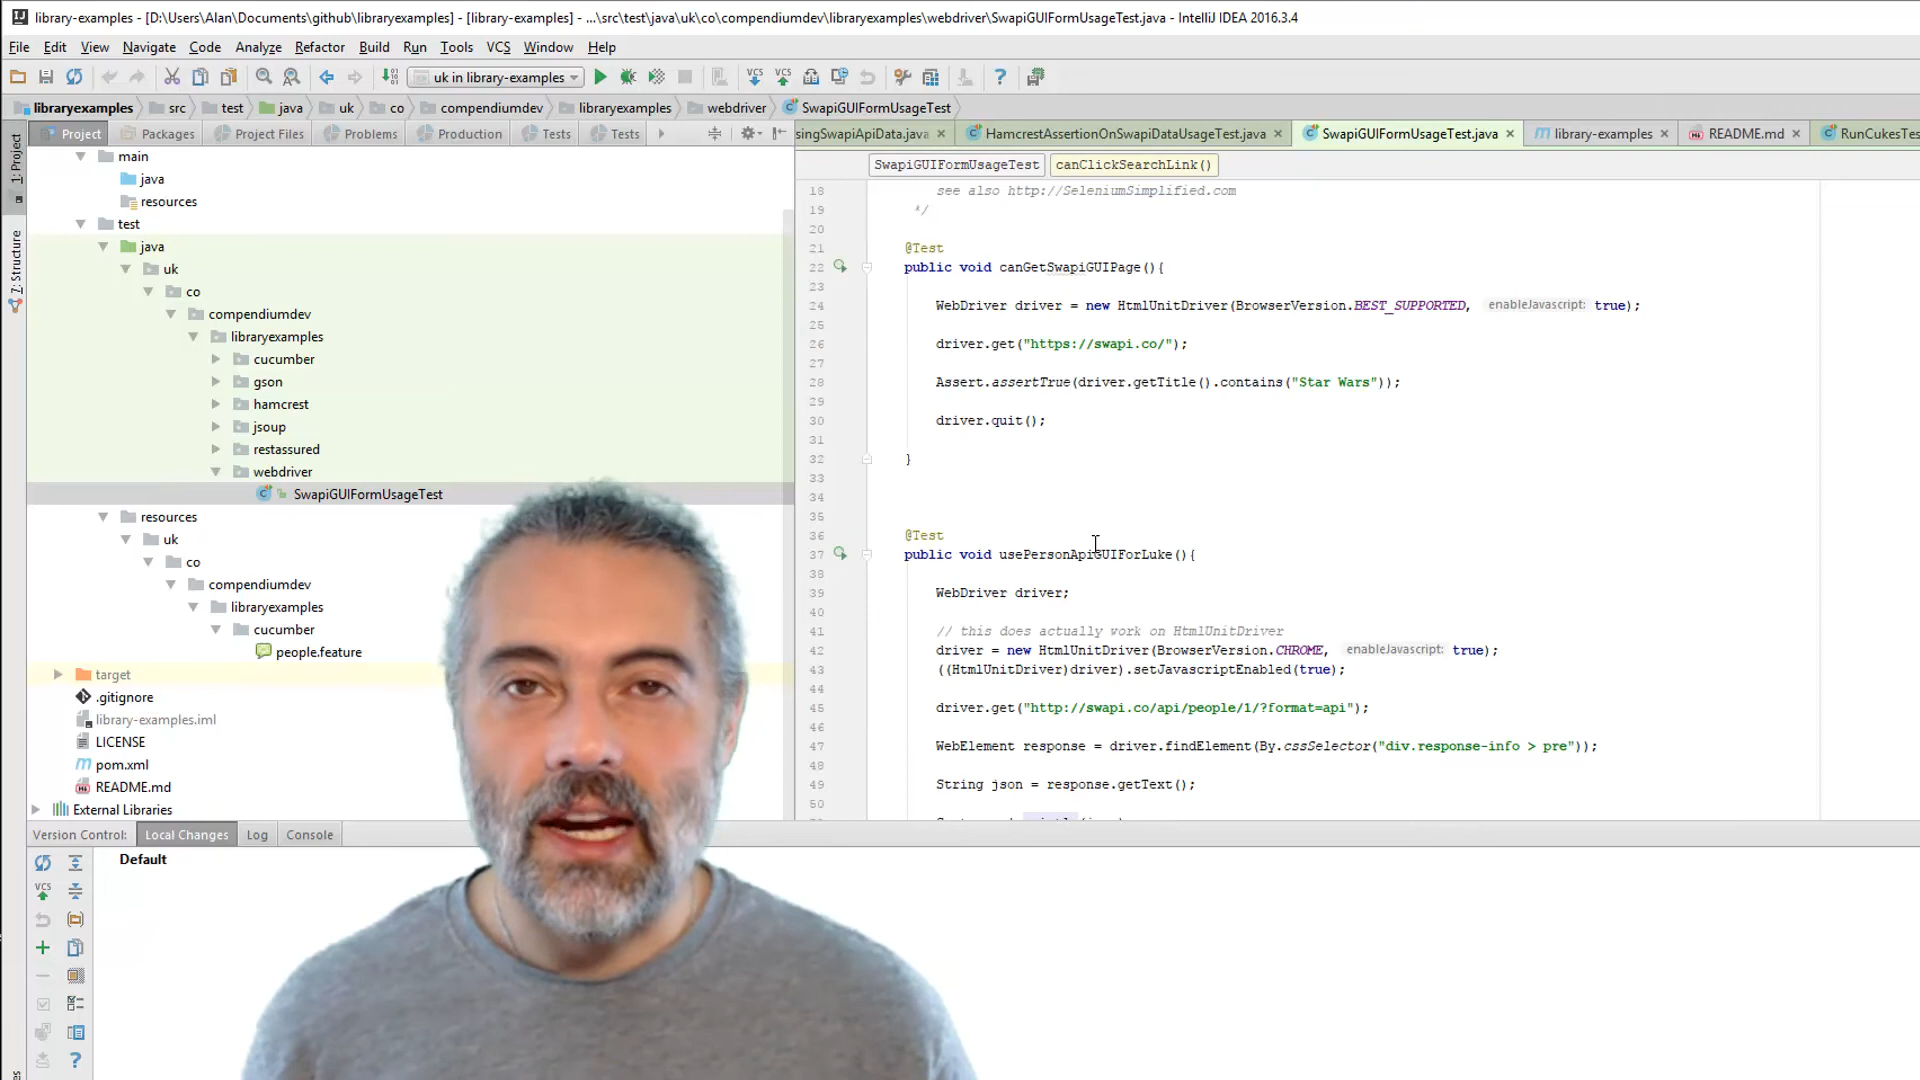 library-examples - [D:\Users\Alan\Documents\github\libraryexamples] - [library-examples] - ...\src\test\java\uk\co\compendiumdev\libraryexamples\webdriver\SwapiGUIFormUsageTest.java - IntelliJ IDEA 2016.3.4
File Edit View Navigate Code Analyze Refactor Build Run Tools VCS Window Help
uk in library-examples
libraryexamples src test java uk co compendiumdev libraryexamples webdriver SwapiGUIFormUsageTest
Project Packages Project Files Problems Production Tests Tests
singSwapiApiData.java HamcrestAssertionOnSwapiDataUsageTest.java SwapiGUIFormUsageTest.java library-examples README.md RunCukesTes
SwapiGUIFormUsageTest canClickSearchLink()
1: Project
7: Structure
main
java
resources
test
java
uk
co
compendiumdev
libraryexamples
cucumber
gson
hamcrest
jsoup
restassured
webdriver
SwapiGUIFormUsageTest
resources
uk
co
compendiumdev
libraryexamples
cucumber
people.feature
target
.gitignore
library-examples.iml
LICENSE
pom.xml
README.md
External Libraries
18 see also http://SeleniumSimplified.com
19 */
20
21 @Test
22 public void canGetSwapiGUIPage(){
23
24 WebDriver driver = new HtmlUnitDriver(BrowserVersion.BEST_SUPPORTED, enableJavascript: true);
25
26 driver.get("https://swapi.co/");
27
28 Assert.assertTrue(driver.getTitle().contains("Star Wars"));
29
30 driver.quit();
31
32 }
33
34
35
36 @Test
37 public void usePersonApiGUIForLuke(){
38
39 WebDriver driver;
40
41 // this does actually work on HtmlUnitDriver
42 driver = new HtmlUnitDriver(BrowserVersion.CHROME, enableJavascript: true);
43 ((HtmlUnitDriver)driver).setJavascriptEnabled(true);
44
45 driver.get("http://swapi.co/api/people/1/?format=api");
46
47 WebElement response = driver.findElement(By.cssSelector("div.response-info > pre"));
48
49 String json = response.getText();
50
Version Control: Local Changes Log Console
Default